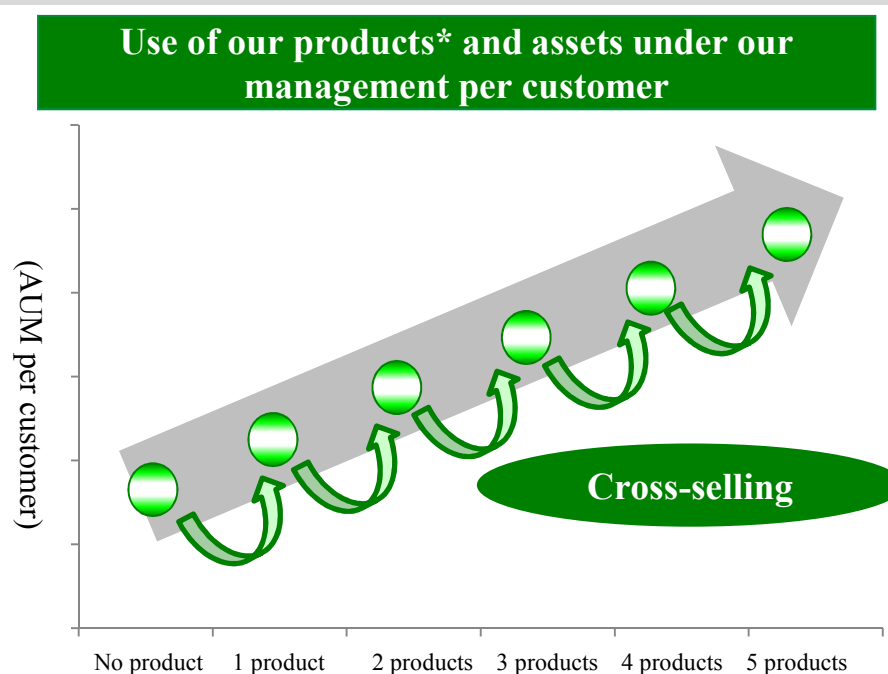 Use of our products* and assets under our
management per customer
(AUM per customer)
Cross-selling
No product 1 product 2 products 3 products 4 products 5 products